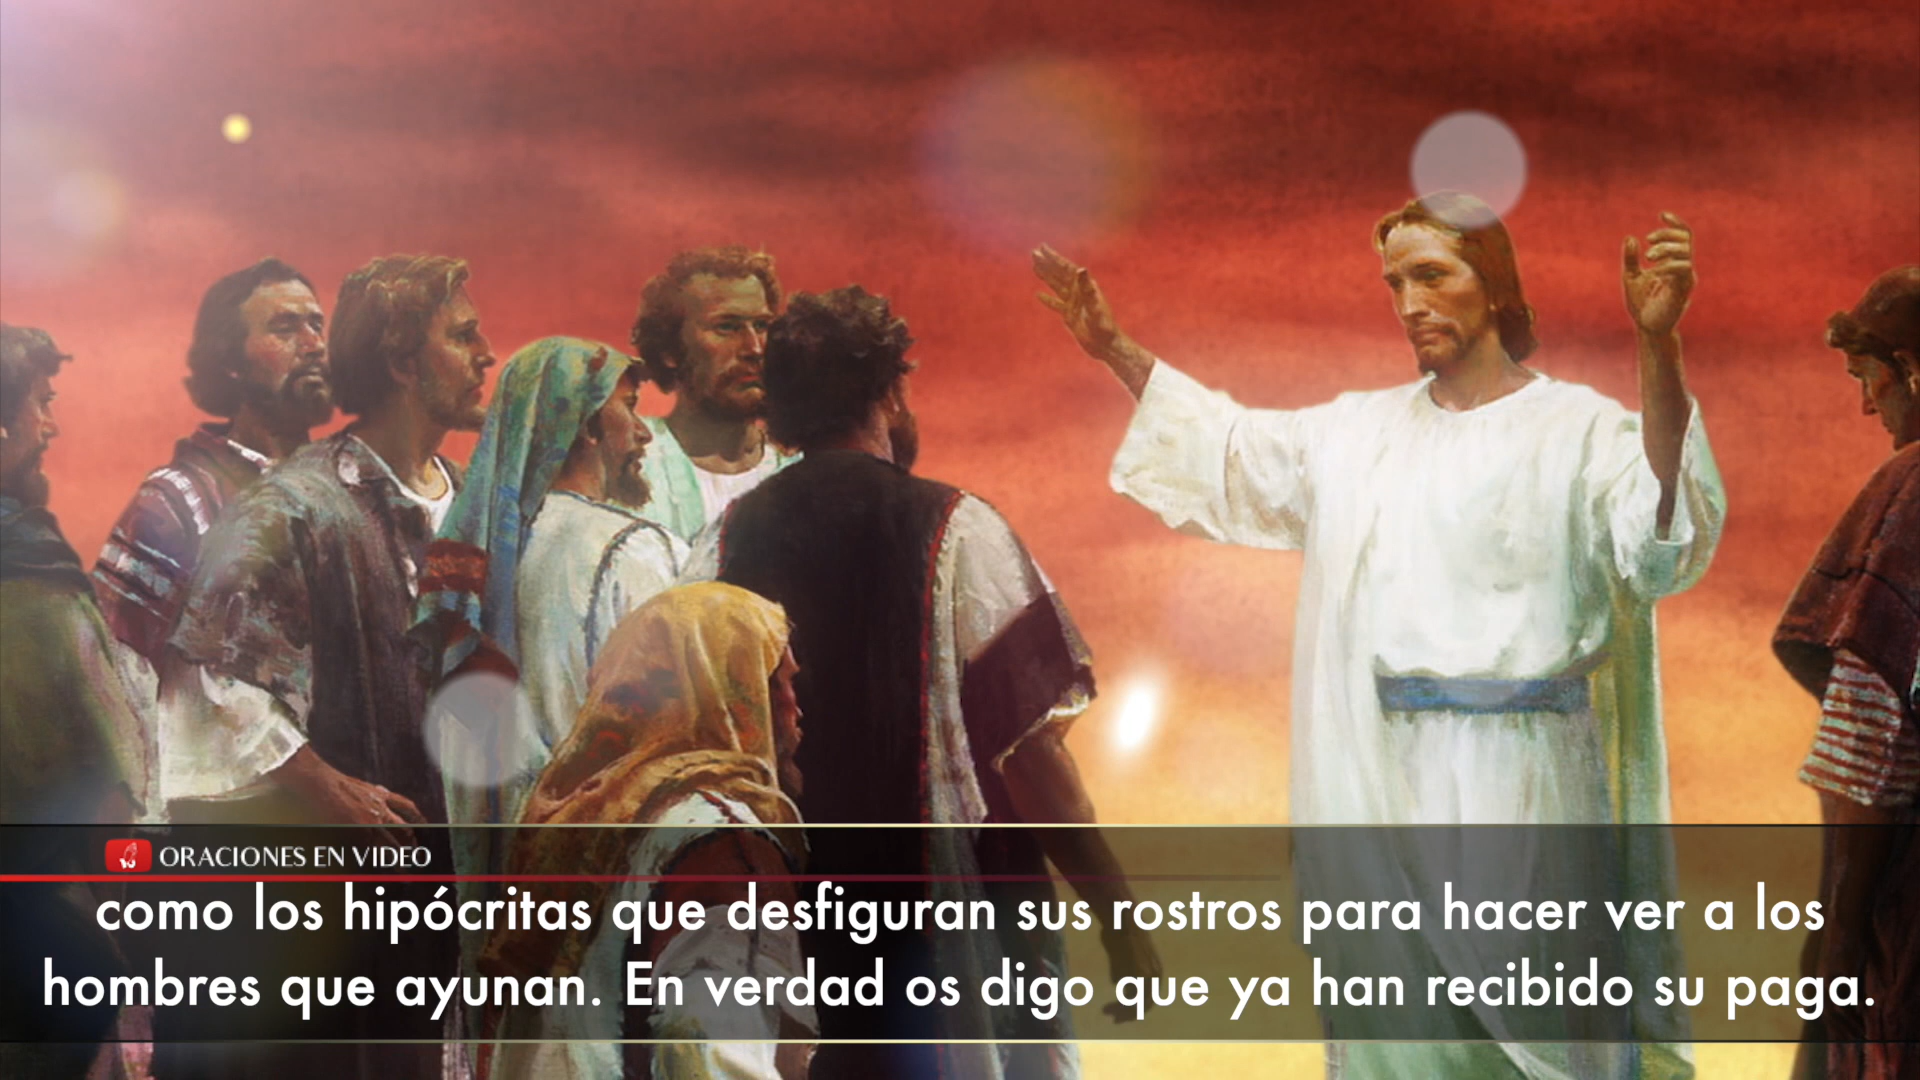 ORACIONES EN VIDEO
como los hipócritas que desfiguran sus rostros para hacer ver a los
hombres que ayunan. En verdad os digo que ya han recibido su paga.